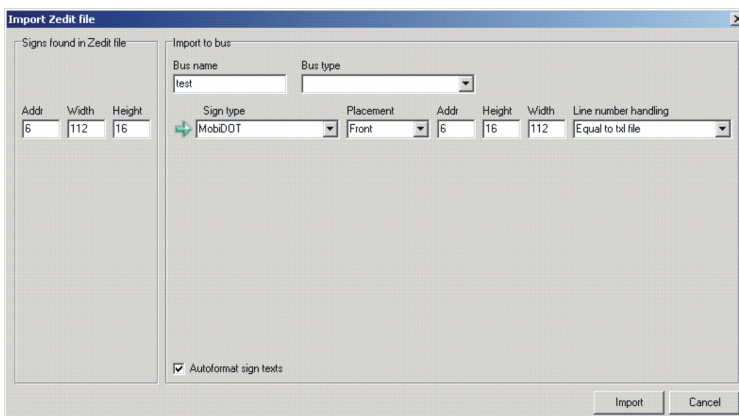 Import Zedit file
Signs found in Zedit file
Import to bus
Bus name Bus type
test
Addr Width Height Sign type Placement Addr Height Width Line number handling
6 112 16 MobiDOT Front 6 16 112 Equal to txl file
Autoformat sign texts
Import Cancel